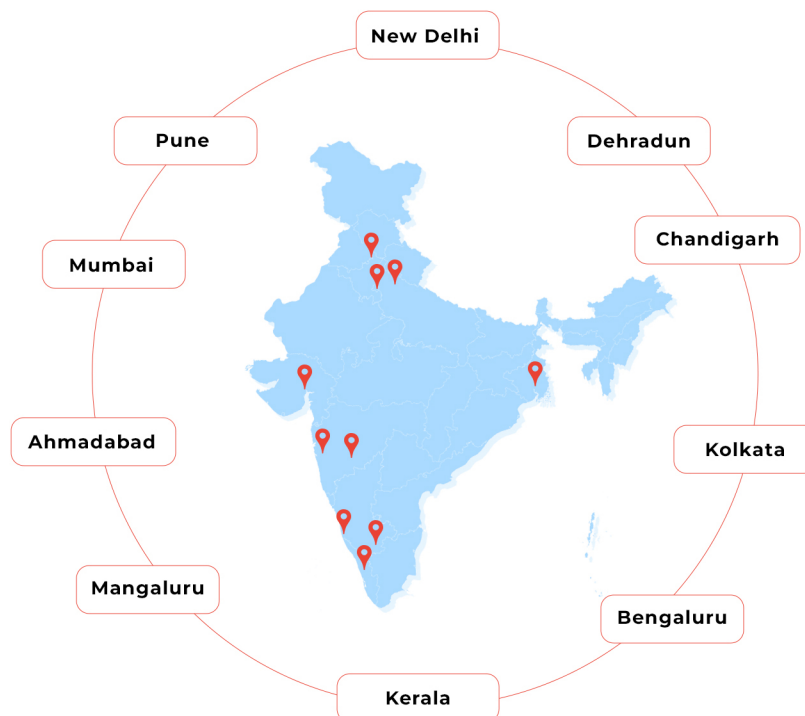 New Delhi
Pune
Dehradun
Chandigarh
Mumbai
Ahmadabad
Kolkata
Mangaluru
Bengaluru
Kerala